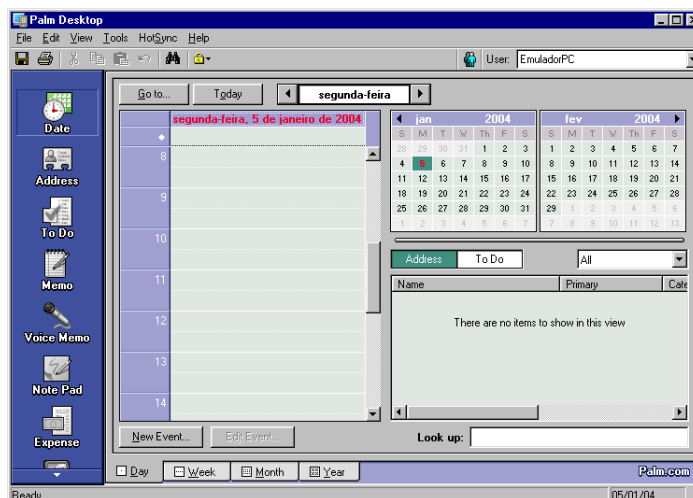 Palm Desktop
File Edit View Tools HotSync Help
User: EmuladorPC
Go to... Today segunda-feira
segunda-feira, 5 de janeiro de 2004
8
9
10
11
12
13
14
New Event... Edit Event...
Date
Address
To Do
Memo
Voice Memo
Note Pad
Expense
jan 2004
S M T W Th F S
28 29 30 31 1 2 3
4 5 6 7 8 9 10
11 12 13 14 15 16 17
18 19 20 21 22 23 24
25 26 27 28 29 30 31
1 2 3 4 5 6 7
fev 2004
S M T W Th F S
1 2 3 4 5 6 7
8 9 10 11 12 13 14
15 16 17 18 19 20 21
22 23 24 25 26 27 28
29 1 2 3 4 5 6
7 8 9 10 11 12 13
Address To Do All
Name Primary Cate
There are no items to show in this view
Look up:
Day Week Month Year
Palm.com
Ready 05/01/04